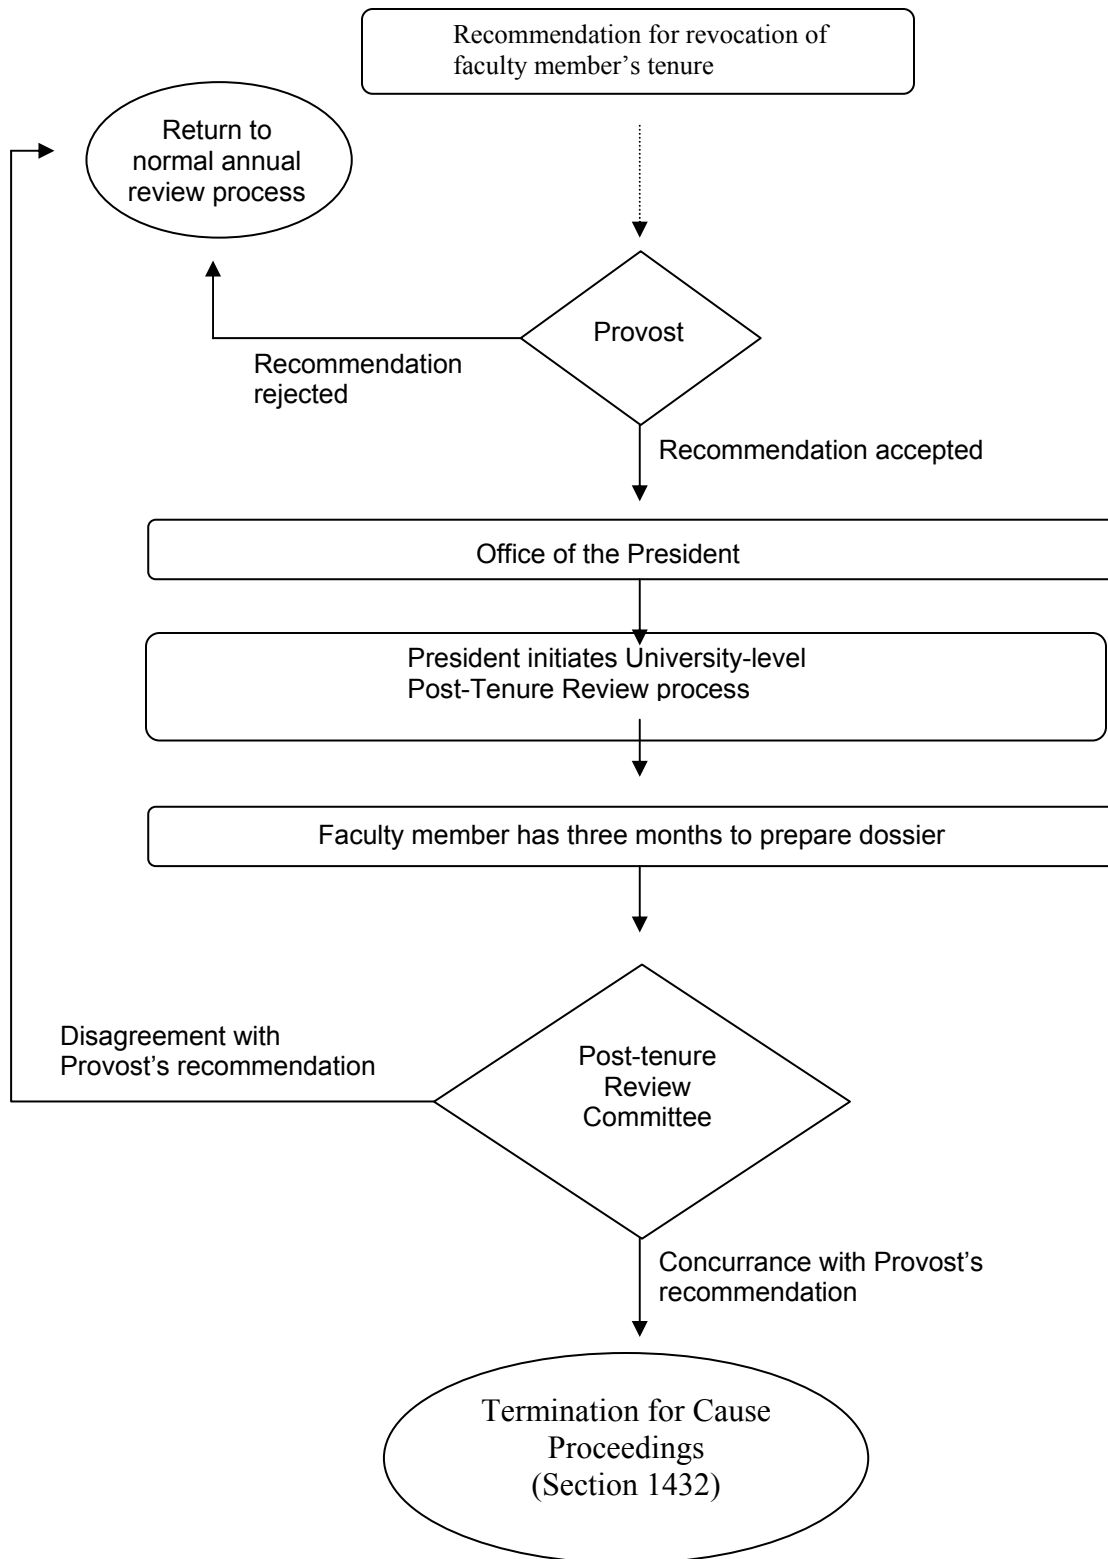 Recommendation for revocation of
faculty member’s tenure
Return to
normal annual
review process
Provost
Recommendation
rejected
Recommendation accepted
Office of the President
President initiates University-level
Post-Tenure Review process
Faculty member has three months to prepare dossier
Disagreement with
Provost’s recommendation
Post-tenure
Review
Committee
Concurrance with Provost’s
recommendation
Termination for Cause
Proceedings
(Section 1432)